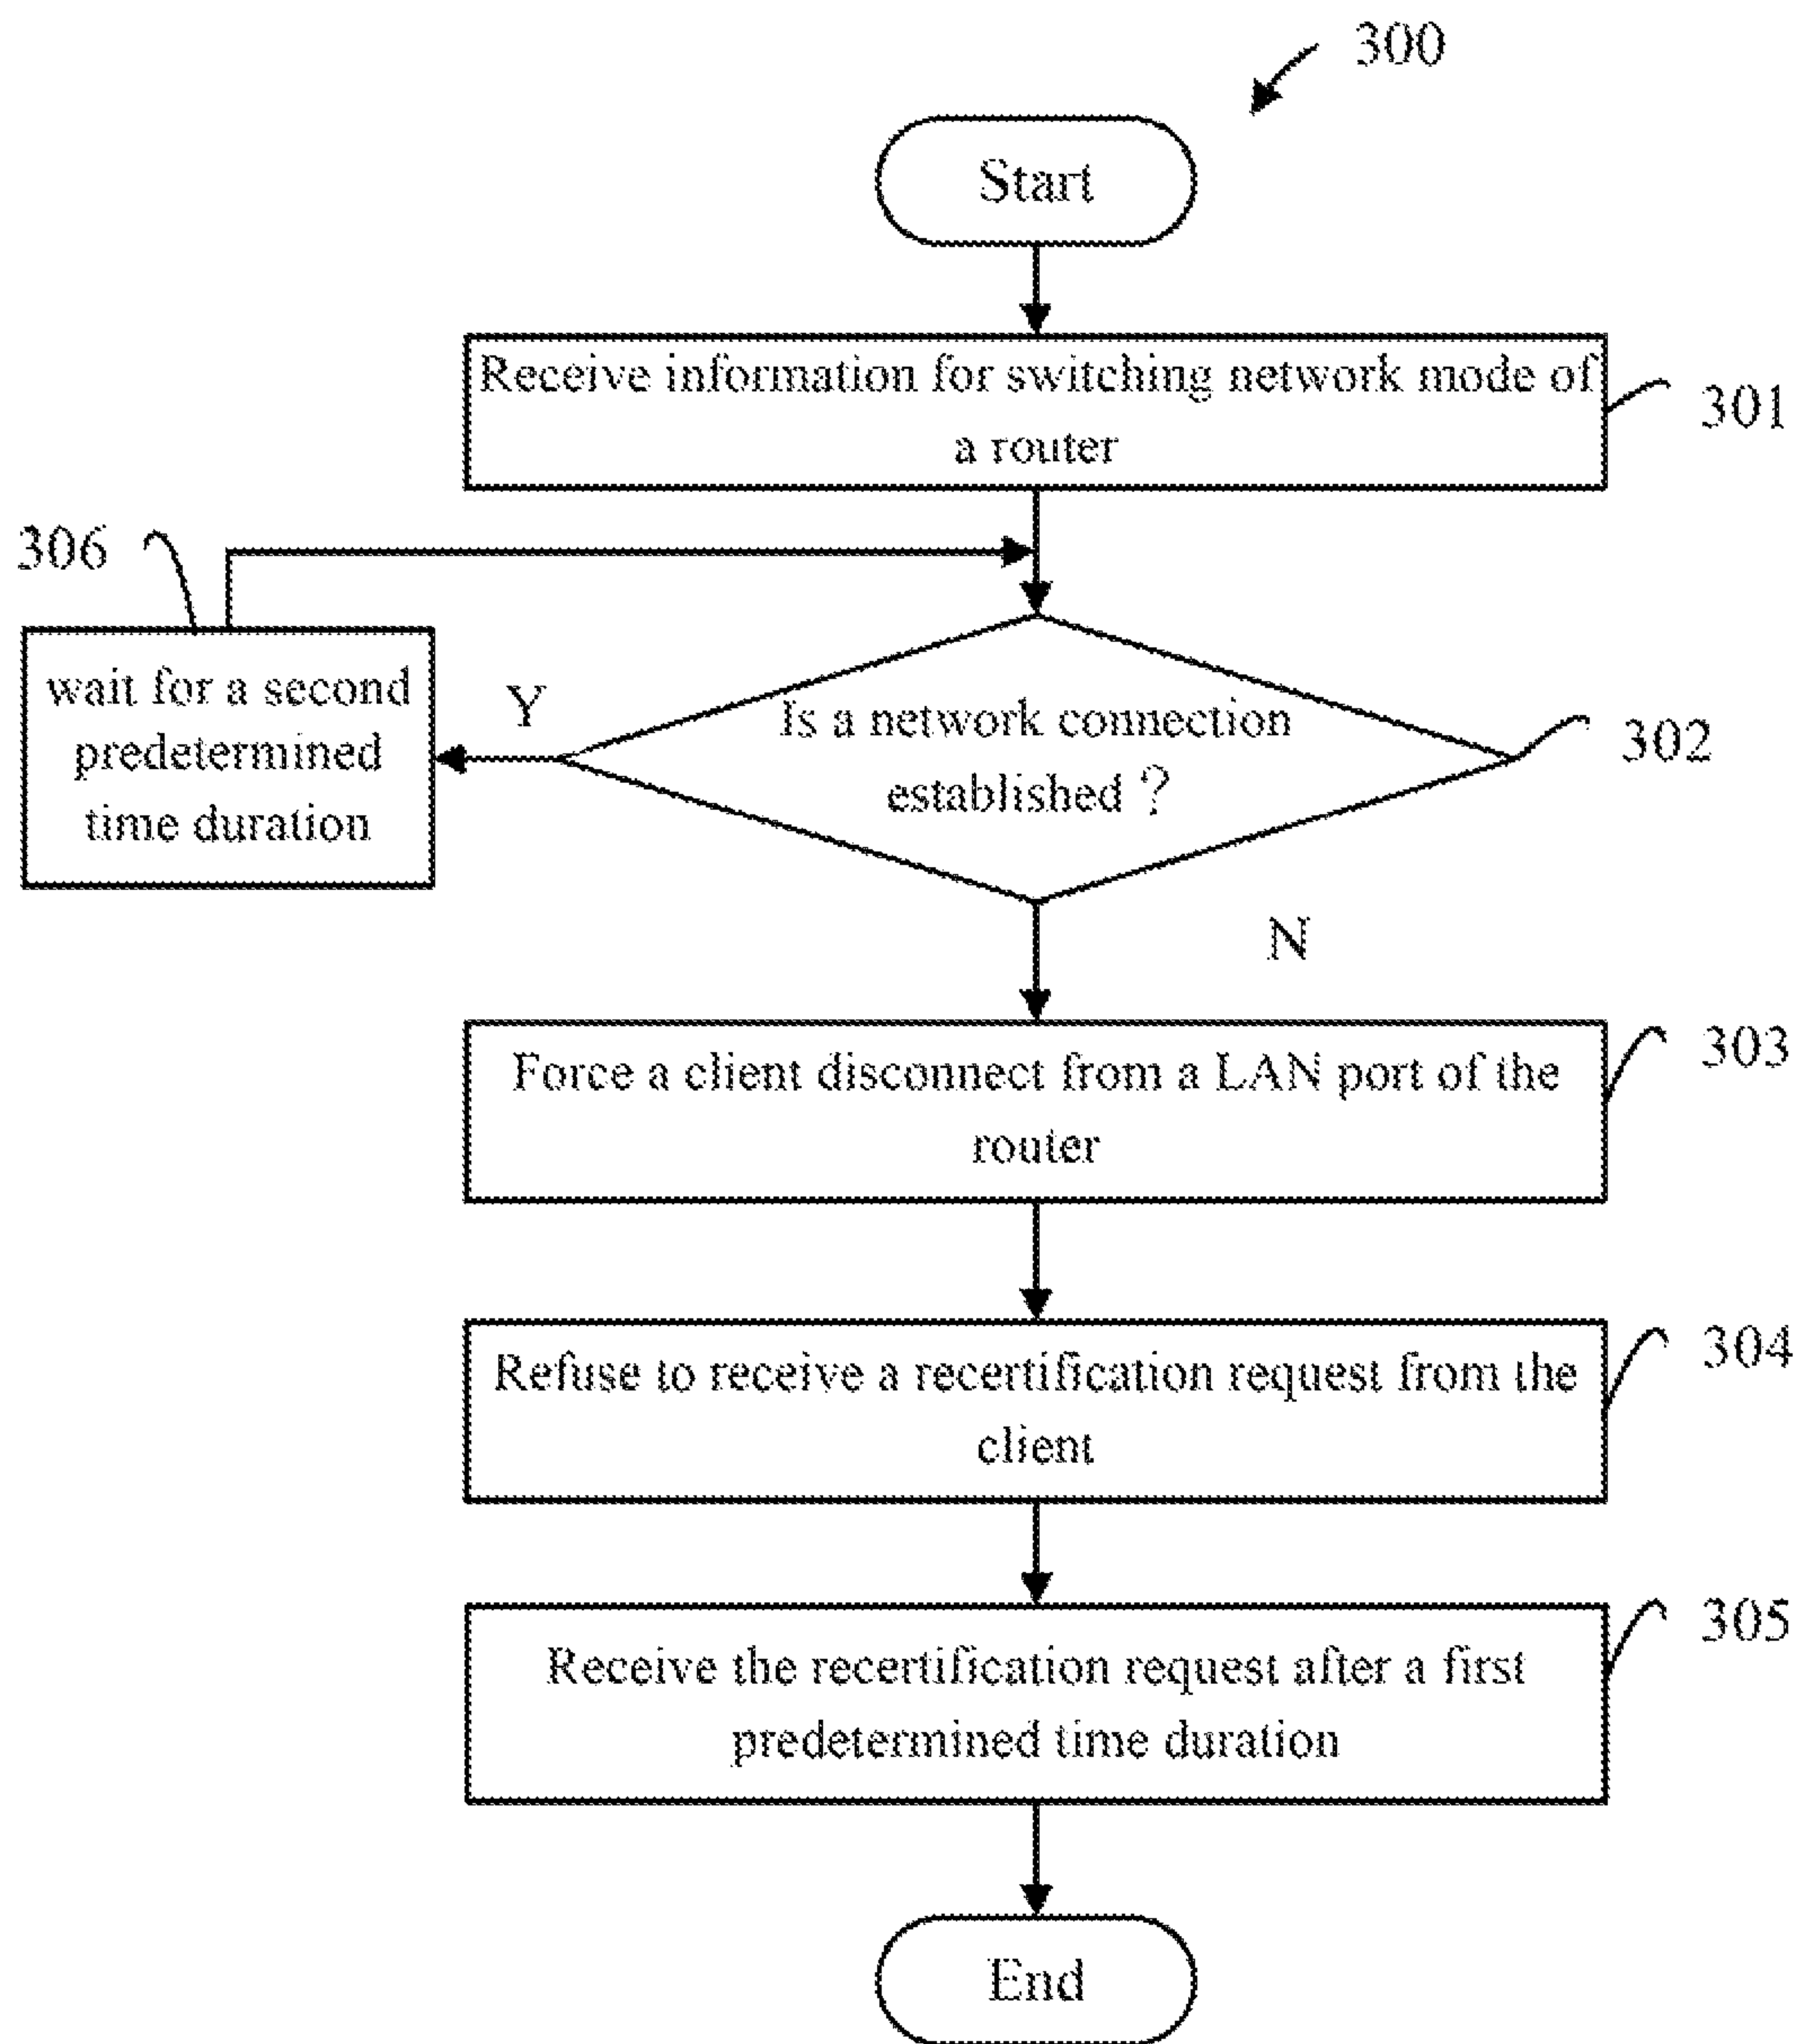 300
Start
Receive information for switching network mode of
a router
301
306
wait for a second
predetermined
time duration
Y
Is a network connection
established ?
302
N
Force a client disconnect from a LAN port of the
router
303
Refuse to receive a recertification request from the
client
304
Receive the recertification request after a first
predetermined time duration
305
End